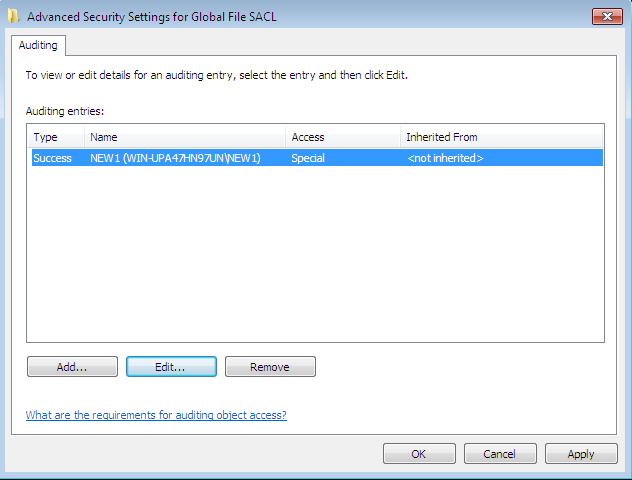 Advanced Security Settings for Global File SACL
Auditing
To view or edit details for an auditing entry, select the entry and then click Edit.
Auditing entries:
Type Name Access Inherited From
Success NEW1 (WIN-UPA47HN97UN\NEW1) Special <not inherited>
Add... Edit... Remove
What are the requirements for auditing object access?
OK Cancel Apply